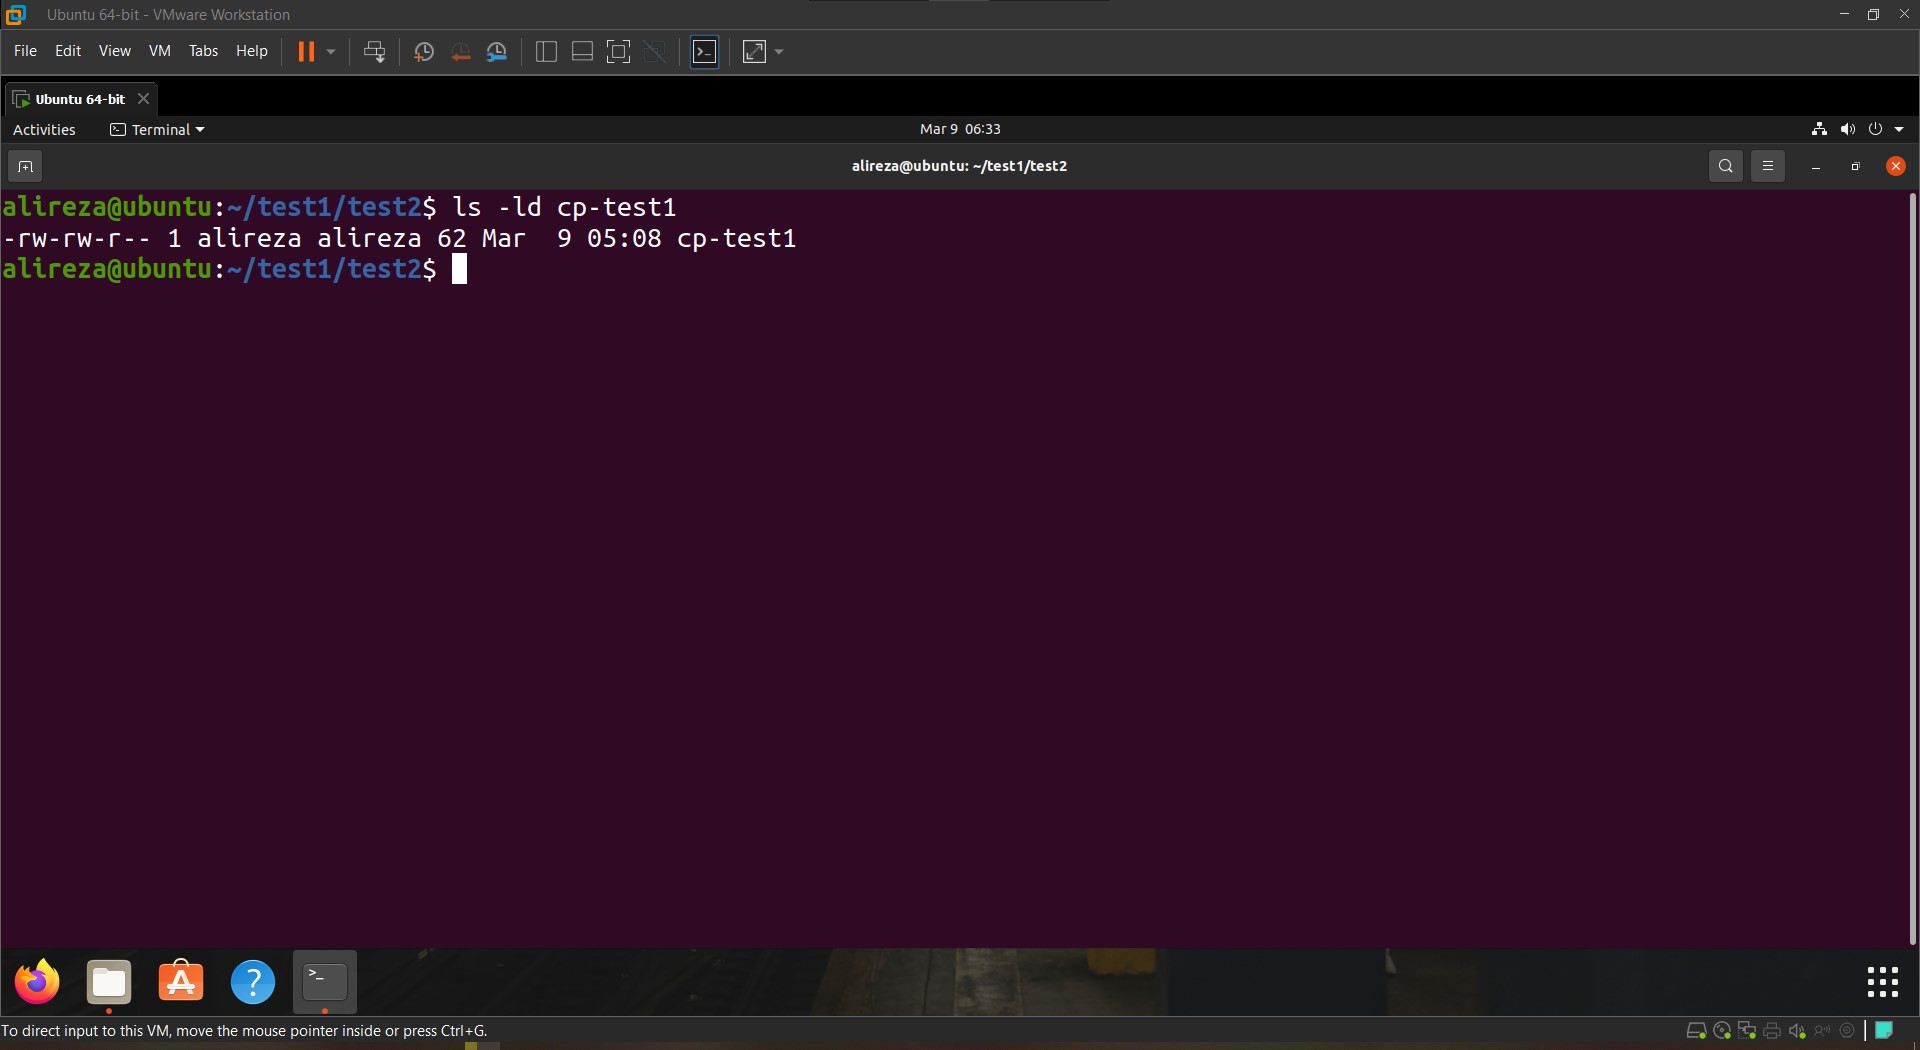 Ubuntu 64-bit - VMware Workstation
File Edit View VM Tabs Help
Ubuntu 64-bit
Activities Terminal Mar 9 06:33
alireza@ubuntu: ~/test1/test2
alireza@ubuntu:~/test1/test2$ ls -ld cp-test1
-rw-rw-r-- 1 alireza alireza 62 Mar  9 05:08 cp-test1
alireza@ubuntu:~/test1/test2$
To direct input to this VM, move the mouse pointer inside or press Ctrl+G.